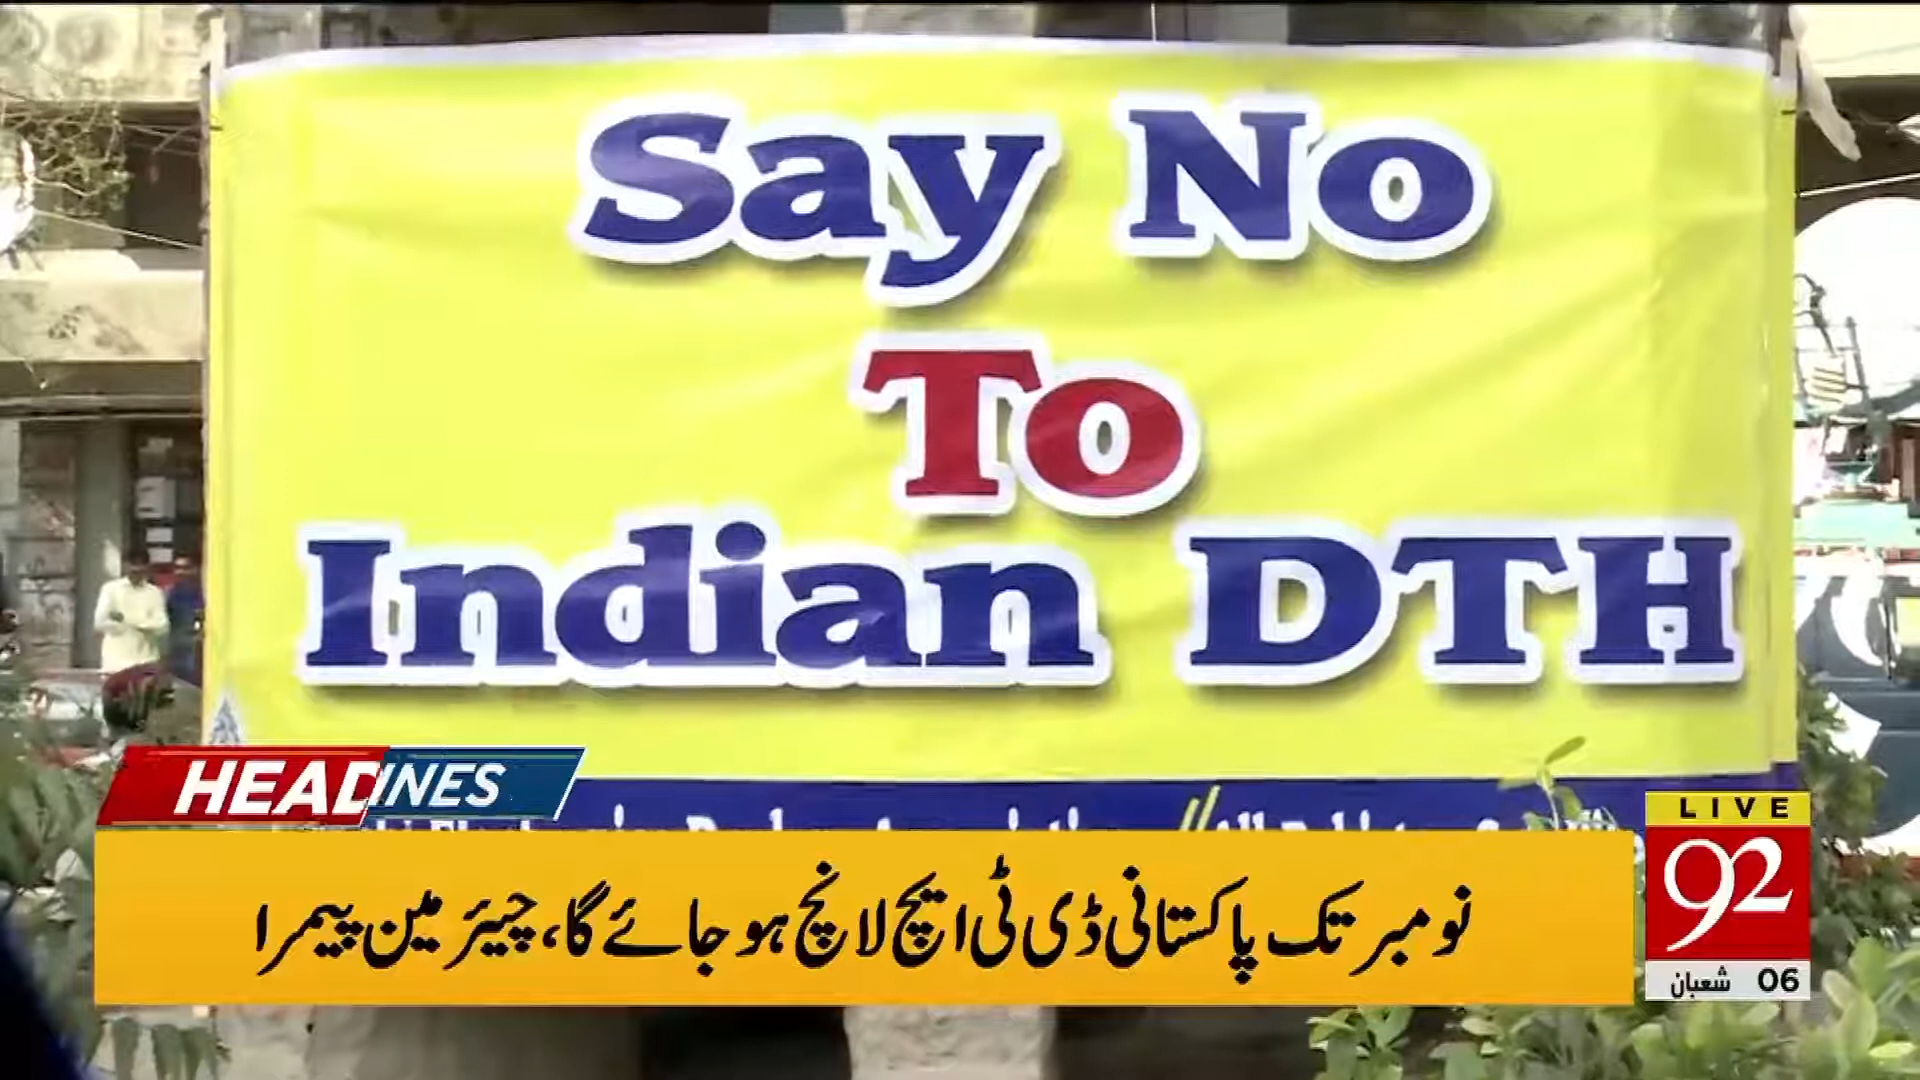 Say No
To
Indian DTH
HEADLINES
LIVE
92
نومبر تک پاکستانی ڈی ٹی ایچ لانچ ہو جائے گا، چیئرمین پیمرا
06 شعبان